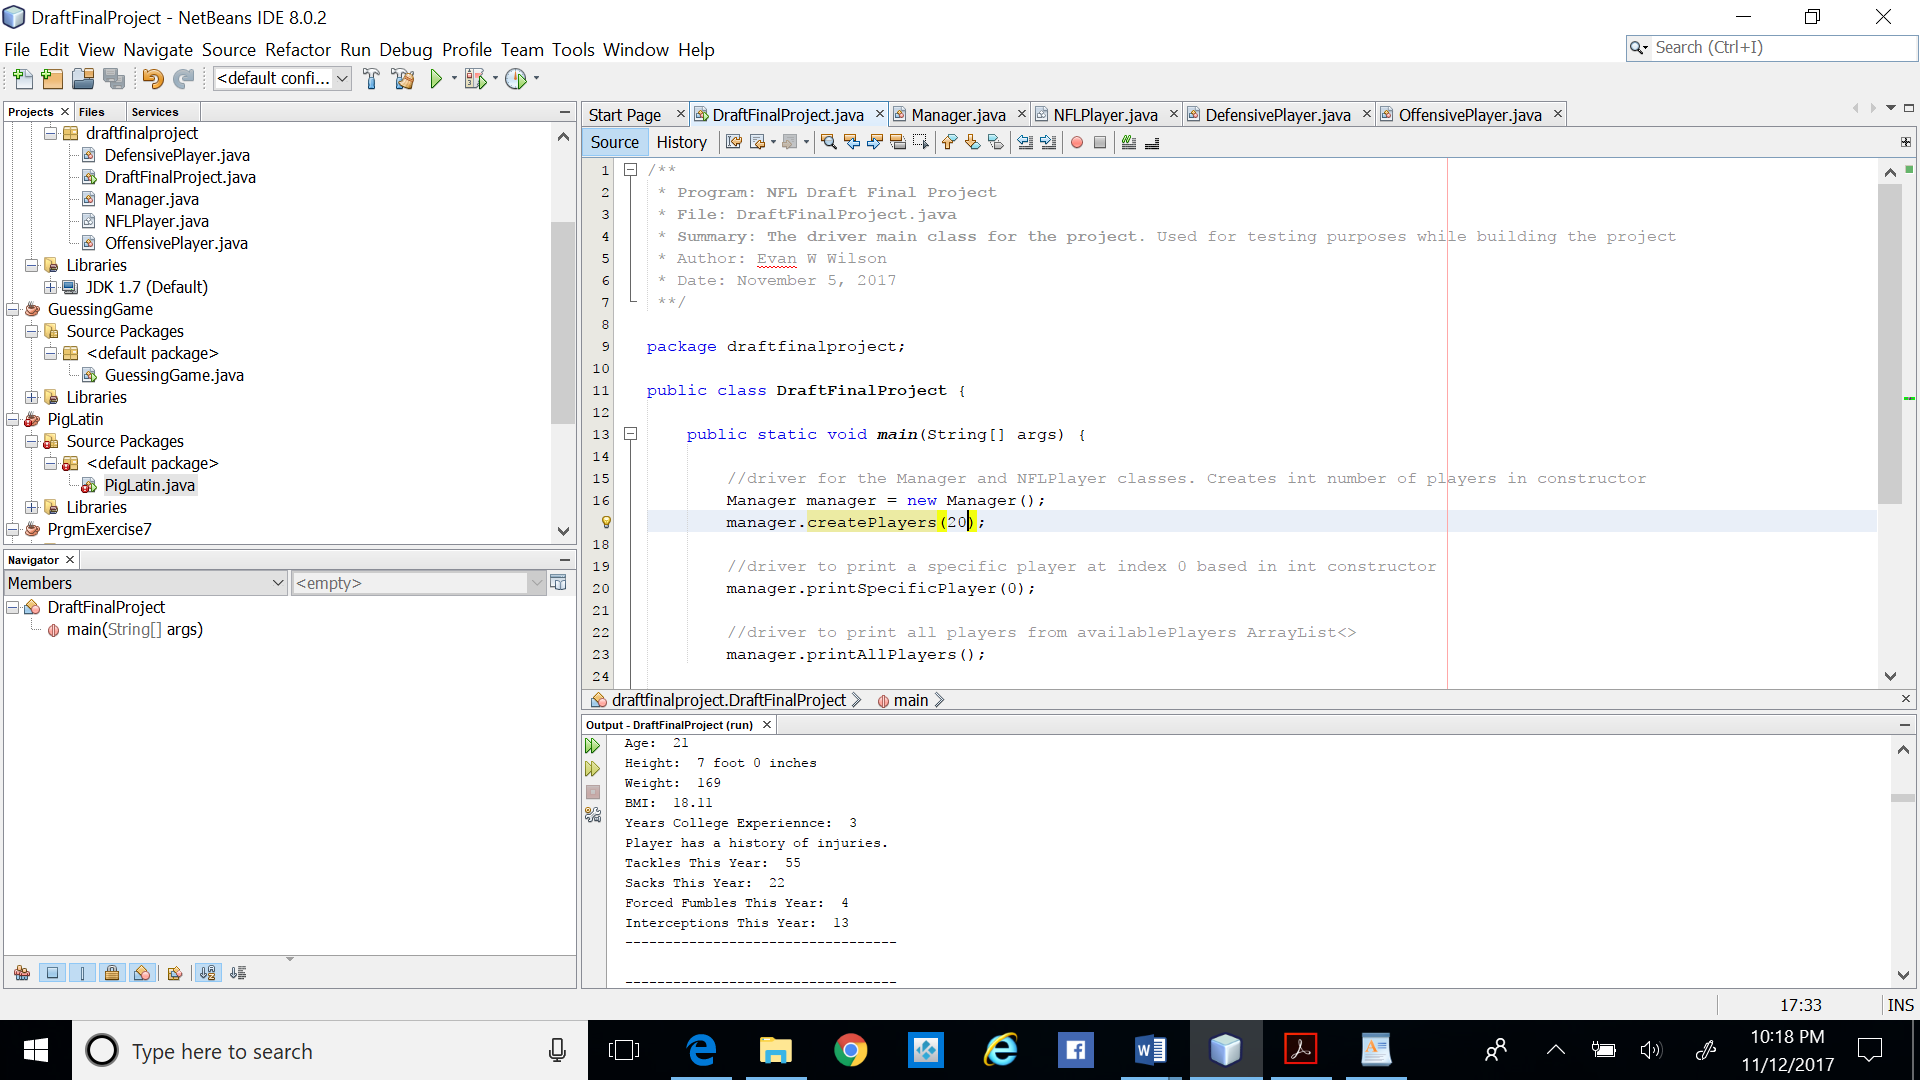 DraftFinalProject - NetBeans IDE 8.0.2
File Edit View Navigate Source Refactor Run Debug Profile Team Tools Window Help
Search (Ctrl+I)
<default confi...
Projects Files Services
draftfinalproject
DefensivePlayer.java
DraftFinalProject.java
Manager.java
NFLPlayer.java
OffensivePlayer.java
Libraries
JDK 1.7 (Default)
GuessingGame
Source Packages
<default package>
GuessingGame.java
Libraries
PigLatin
Source Packages
<default package>
PigLatin.java
Libraries
PrgmExercise7
Navigator
Members
<empty>
DraftFinalProject
main(String[] args)
Start Page DraftFinalProject.java Manager.java NFLPlayer.java DefensivePlayer.java OffensivePlayer.java
Source History
1 /**
2 * Program: NFL Draft Final Project
3 * File: DraftFinalProject.java
4 * Summary: The driver main class for the project. Used for testing purposes while building the project
5 * Author: Evan W Wilson
6 * Date: November 5, 2017
7 **/
8
9 package draftfinalproject;
10
11 public class DraftFinalProject {
12
13 public static void main(String[] args) {
14
15 //driver for the Manager and NFLPlayer classes. Creates int number of players in constructor
16 Manager manager = new Manager();
manager.createPlayers(20);
18
19 //driver to print a specific player at index 0 based in int constructor
20 manager.printSpecificPlayer(0);
21
22 //driver to print all players from availablePlayers ArrayList<>
23 manager.printAllPlayers();
24
draftfinalproject.DraftFinalProject main
Output - DraftFinalProject (run)
Age: 21
Height: 7 foot 0 inches
Weight: 169
BMI: 18.11
Years College Experiennce: 3
Player has a history of injuries.
Tackles This Year: 55
Sacks This Year: 22
Forced Fumbles This Year: 4
Interceptions This Year: 13
----------------------------------
----------------------------------
17:33 INS
Type here to search
10:18 PM
11/12/2017